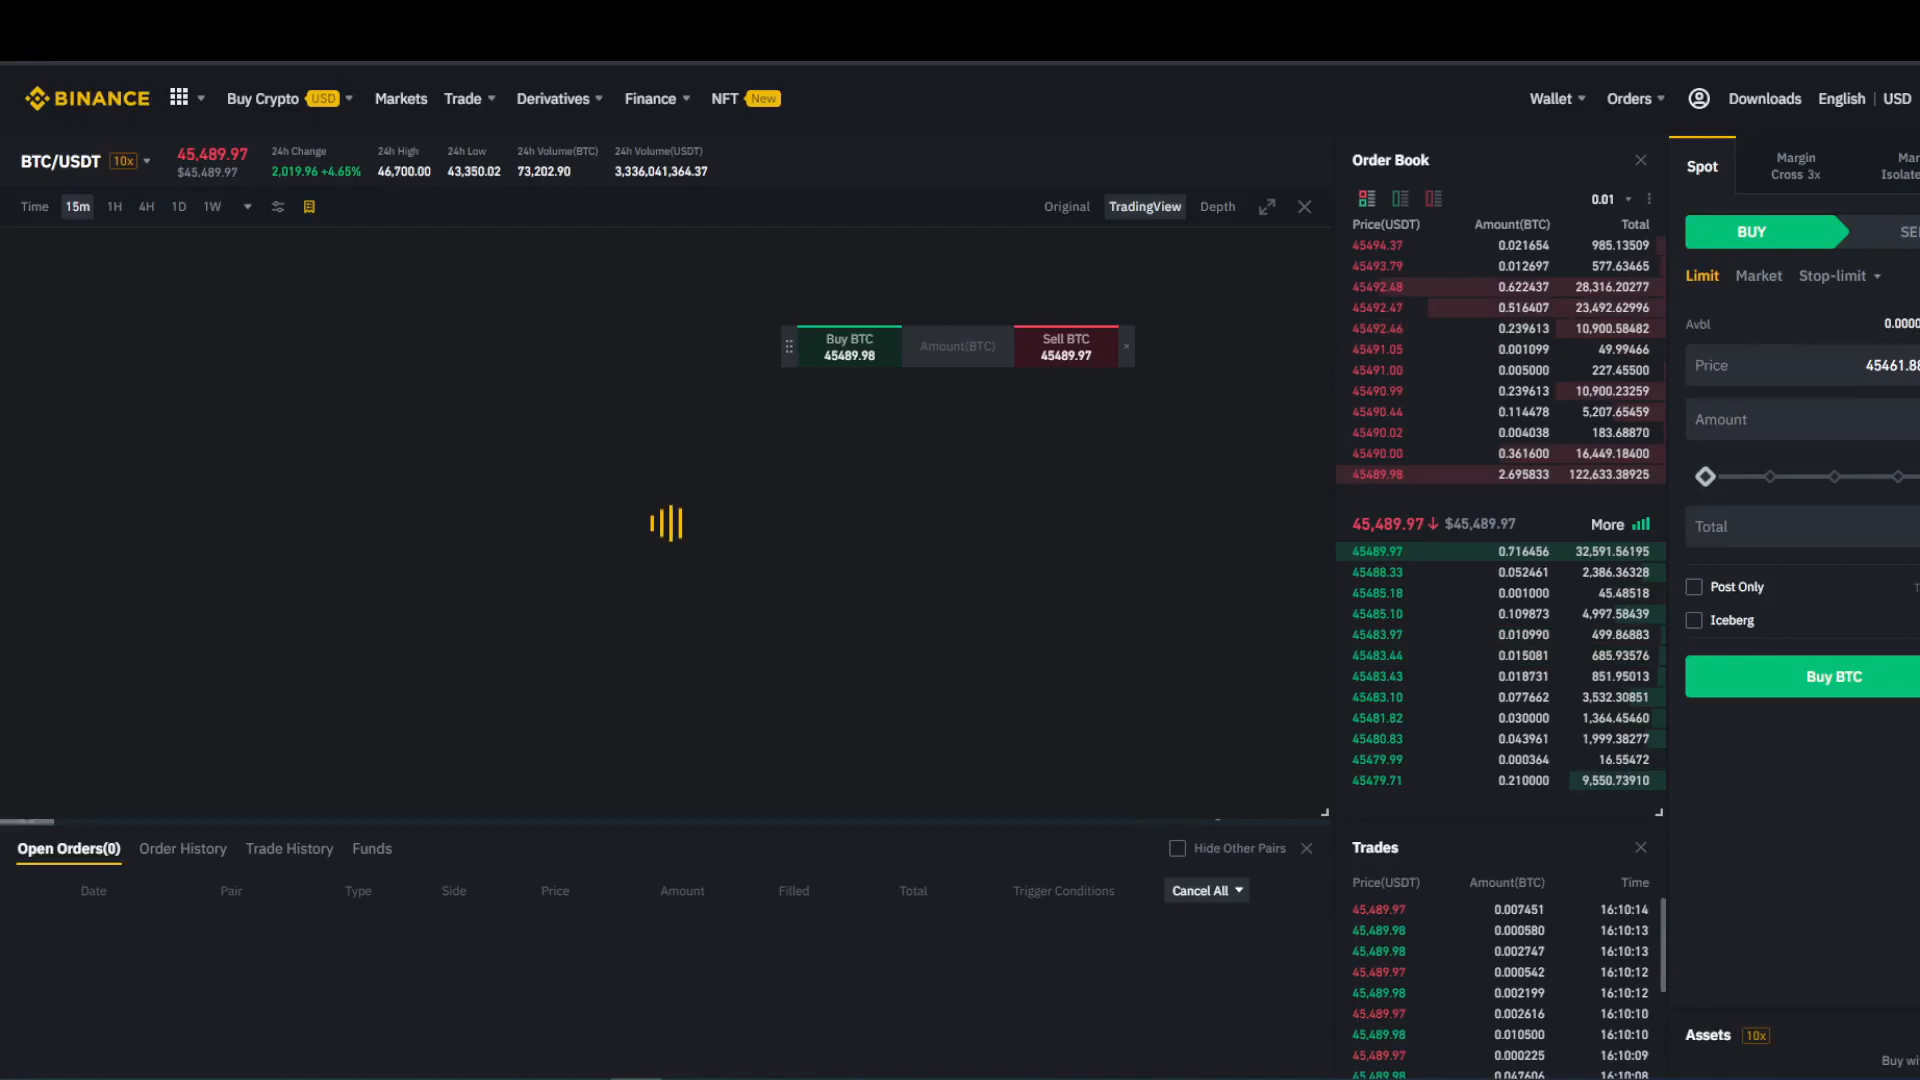 BINANCE Buy Crypto USD Markets Trade Derivatives Finance NFT New Wallet Orders Downloads English | USD
BTC/USDT 10x 45,489.97 $45,489.97
24h Change 2,019.96 +4.65%
24h High 46,700.00
24h Low 43,350.02
24h Volume(BTC) 73,202.90
24h Volume(USDT) 3,336,041,364.37
Time 15m 1H 4H 1D 1W Original TradingView Depth
Buy BTC 45489.98
Amount(BTC)
Sell BTC 45489.97
Order Book
0.01
Price(USDT) Amount(BTC) Total
45494.37 0.021654 985.13509
45493.79 0.012697 577.63465
45492.48 0.622437 28,316.20277
45492.47 0.516407 23,492.62996
45492.46 0.239613 10,900.58482
45491.05 0.001099 49.99466
45491.00 0.005000 227.45500
45490.99 0.239613 10,900.23259
45490.44 0.114478 5,207.65459
45490.02 0.004038 183.68870
45490.00 0.361600 16,449.18400
45489.98 2.695833 122,633.38925
45,489.97↓ $45,489.97 More
45489.97 0.716456 32,591.56195
45488.33 0.052461 2,386.36328
45485.18 0.001000 45.48518
45485.10 0.109873 4,997.58439
45483.97 0.010990 499.86883
45483.44 0.015081 685.93576
45483.43 0.018731 851.95013
45483.10 0.077662 3,532.30851
45481.82 0.030000 1,364.45460
45480.83 0.043961 1,999.38277
45479.99 0.000364 16.55472
45479.71 0.210000 9,550.73910
Spot
Margin
Cross 3x
Mar
Isolate
BUY SE
Limit Market Stop-limit
Avbl 0.0000
Price 45461.88
Amount
Total
Post Only T
Iceberg
Buy BTC
Open Orders(0) Order History Trade History Funds Hide Other Pairs
Date Pair Type Side Price Amount Filled Total Trigger Conditions Cancel All
Trades
Price(USDT) Amount(BTC) Time
45,489.97 0.007451 16:10:14
45,489.98 0.000580 16:10:13
45,489.98 0.002747 16:10:13
45,489.97 0.000542 16:10:12
45,489.98 0.002199 16:10:12
45,489.97 0.002616 16:10:10
45,489.98 0.010500 16:10:10
45,489.97 0.000225 16:10:09
45,489.98 0.047606 16:10:08
Assets 10x
Buy wi